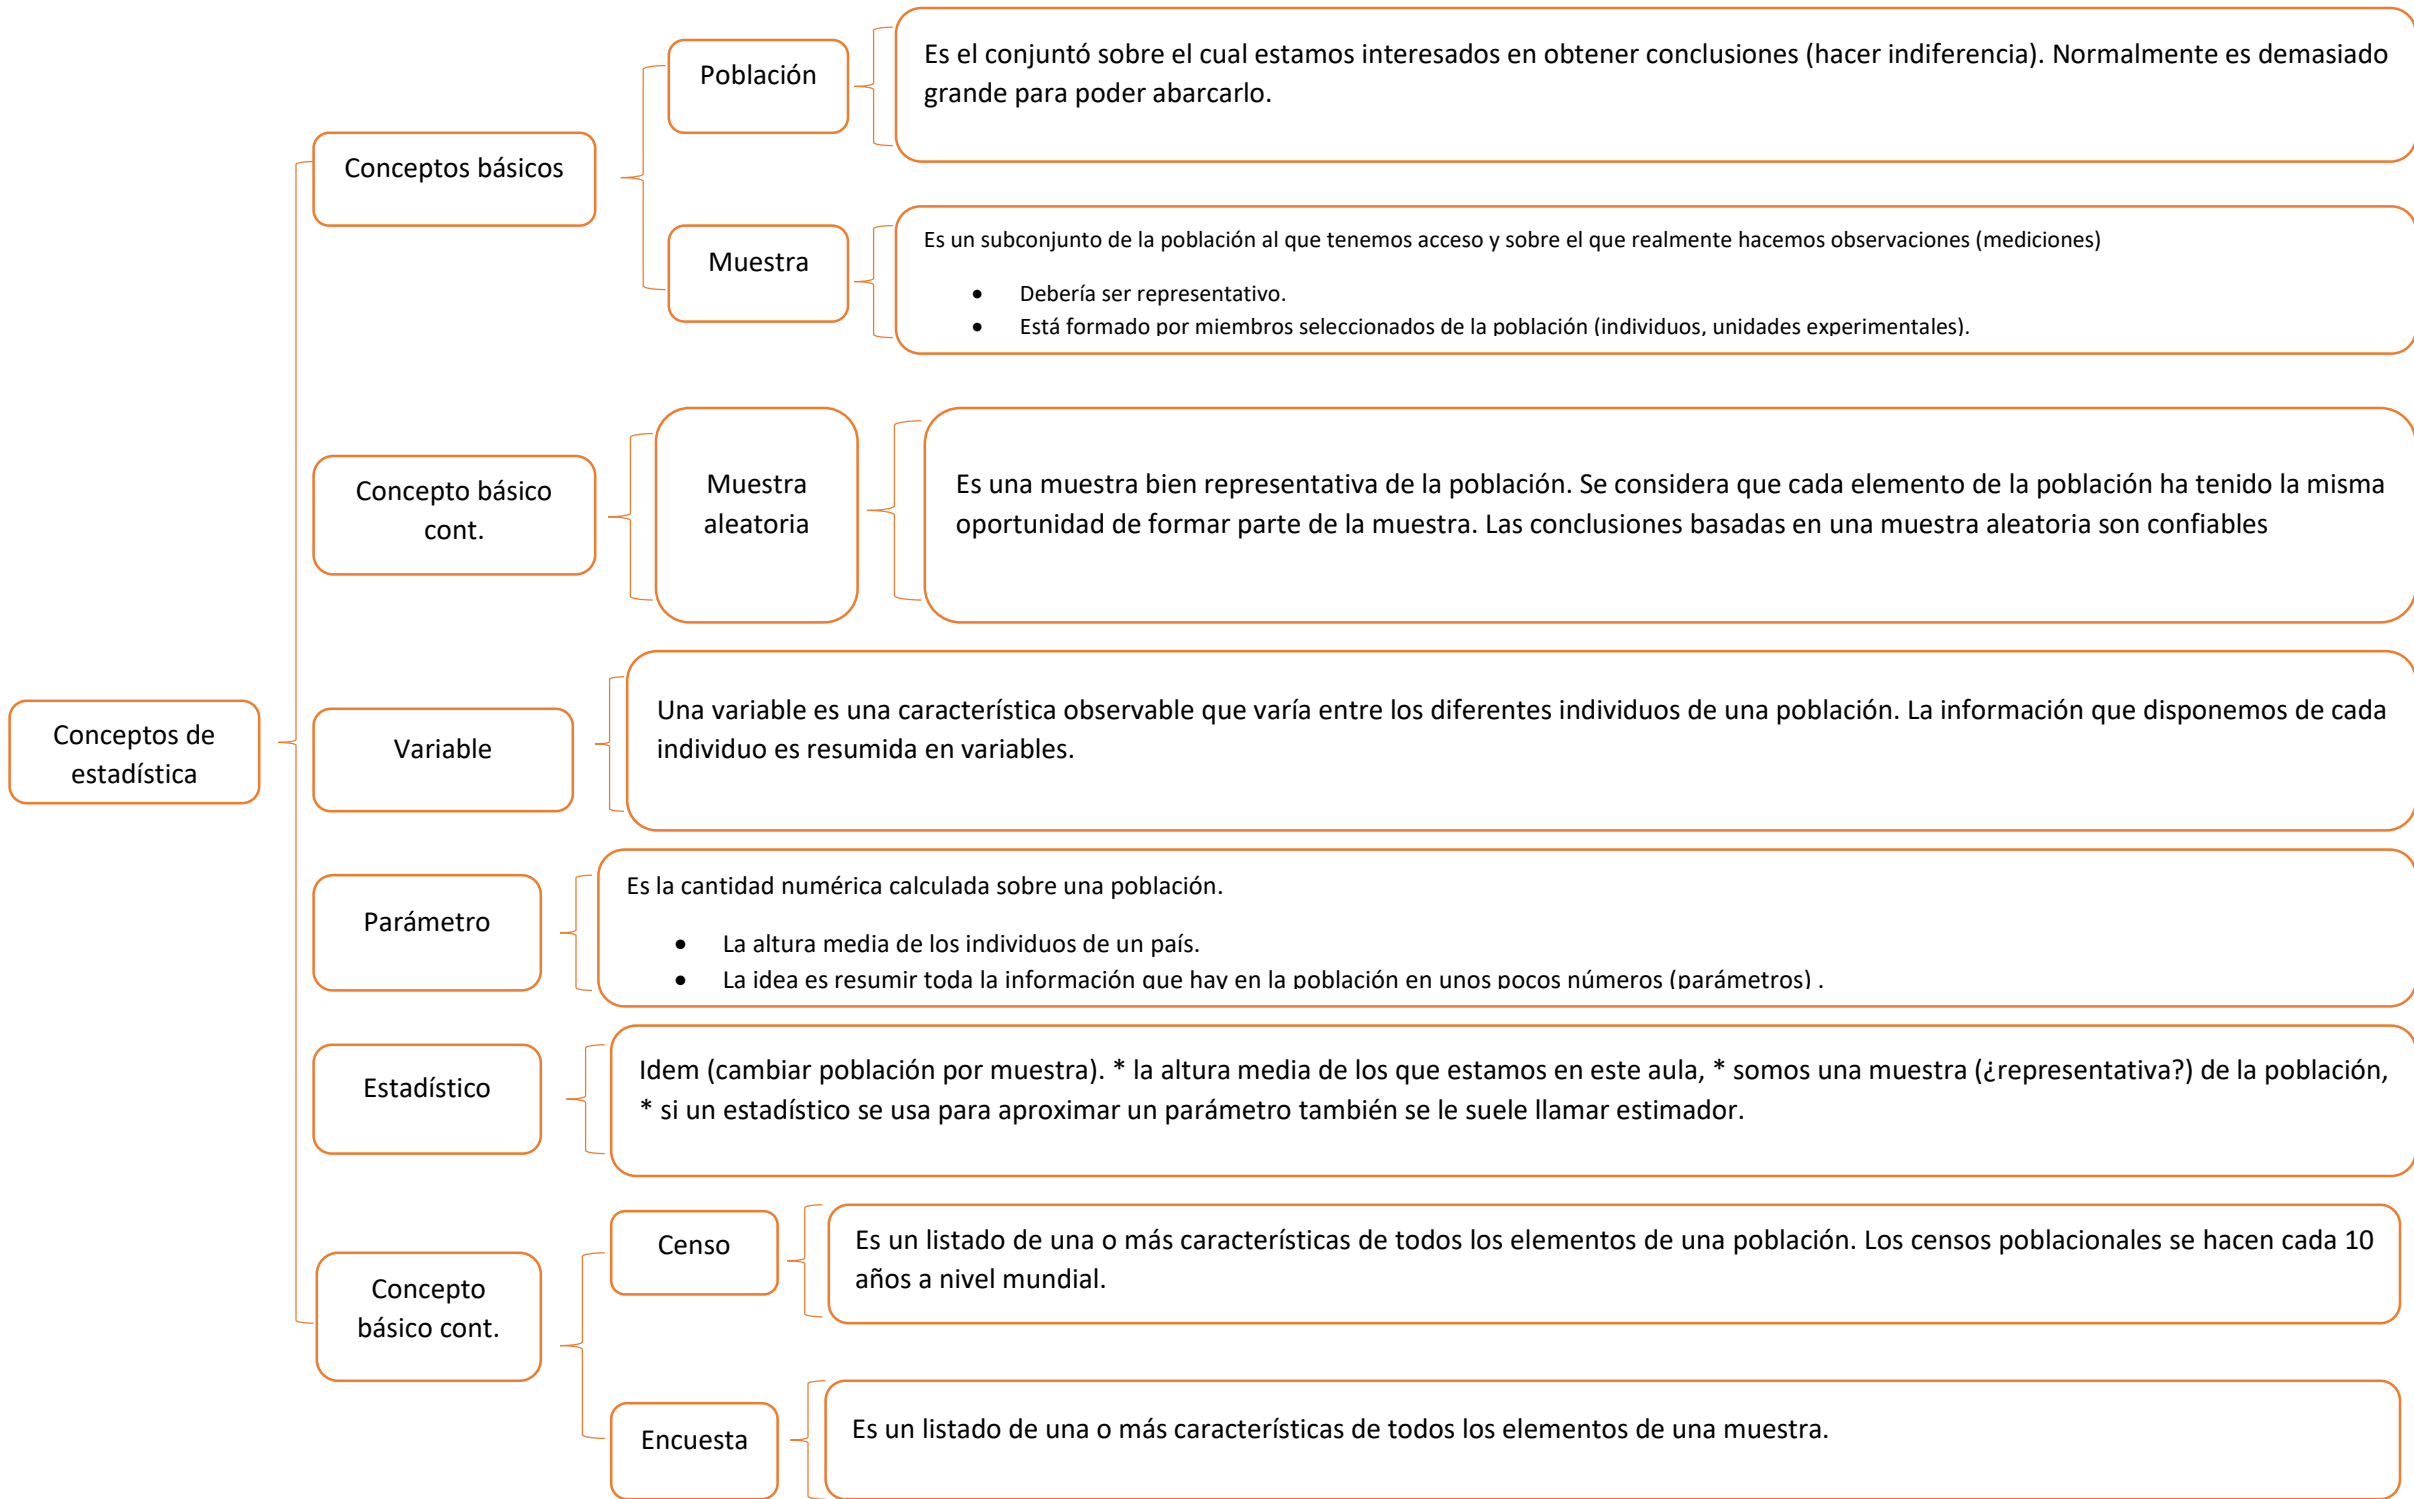 Conceptos de
estadística
Conceptos básicos
Población
Es el conjuntó sobre el cual estamos interesados en obtener conclusiones (hacer indiferencia). Normalmente es demasiado
grande para poder abarcarlo.
Muestra
Es un subconjunto de la población al que tenemos acceso y sobre el que realmente hacemos observaciones (mediciones)
• Debería ser representativo.
• Está formado por miembros seleccionados de la población (individuos, unidades experimentales).
Concepto básico
cont.
Muestra
aleatoria
Es una muestra bien representativa de la población. Se considera que cada elemento de la población ha tenido la misma
oportunidad de formar parte de la muestra. Las conclusiones basadas en una muestra aleatoria son confiables
Variable
Una variable es una característica observable que varía entre los diferentes individuos de una población. La información que disponemos de cada
individuo es resumida en variables.
Parámetro
Es la cantidad numérica calculada sobre una población.
• La altura media de los individuos de un país.
• La idea es resumir toda la información que hay en la población en unos pocos números (parámetros) .
Estadístico
Idem (cambiar población por muestra). * la altura media de los que estamos en este aula, * somos una muestra (¿representativa?) de la población,
* si un estadístico se usa para aproximar un parámetro también se le suele llamar estimador.
Concepto
básico cont.
Censo
Es un listado de una o más características de todos los elementos de una población. Los censos poblacionales se hacen cada 10
años a nivel mundial.
Encuesta
Es un listado de una o más características de todos los elementos de una muestra.